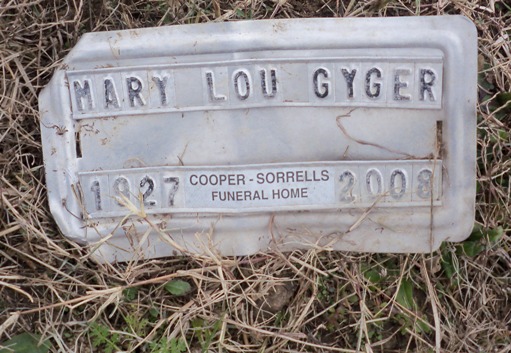 MARY LOU GYGER
1927 COOPER - SORRELLS 2008
FUNERAL HOME